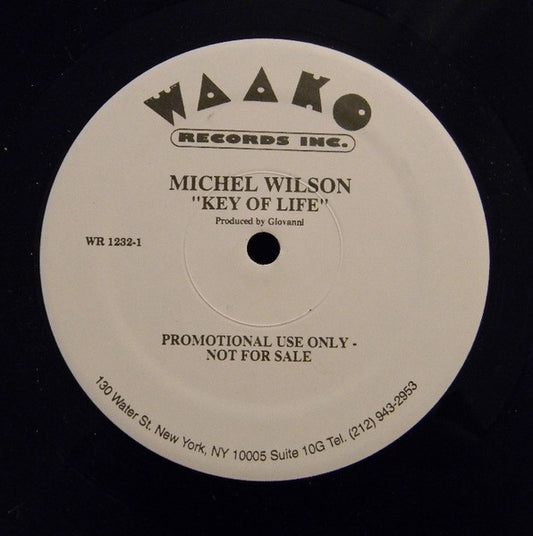 WAAKO
RECORDS INC.
MICHEL WILSON
"KEY OF LIFE"
Produced by Giovanni
WR 1232-1
PROMOTIONAL USE ONLY -
NOT FOR SALE
130 Water St. New York, NY 10005 Suite 10G Tel. (212) 943-2953